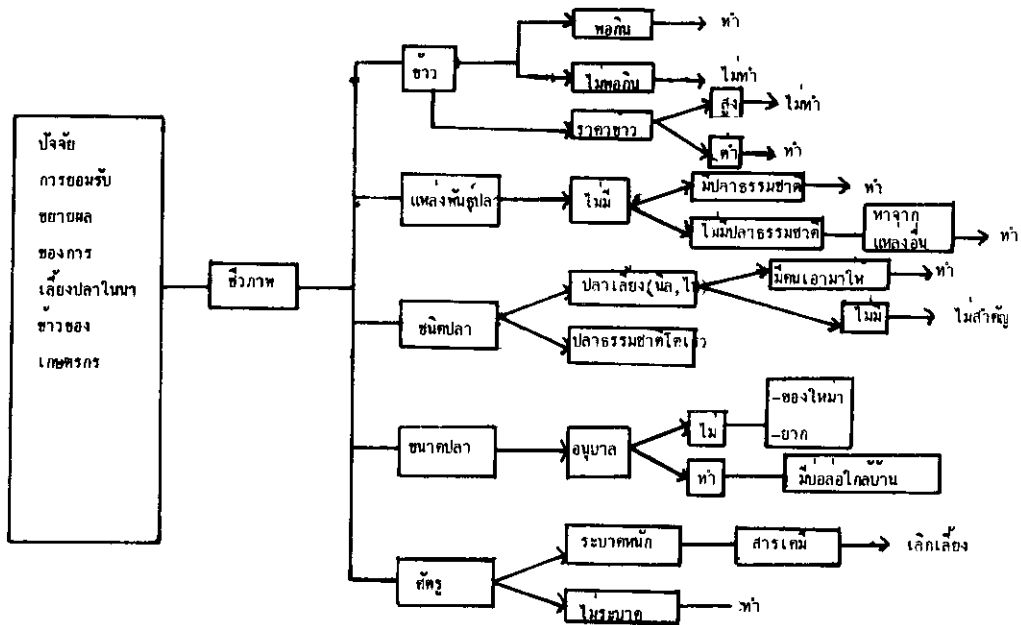 ปัจจัย
การยอมรับ
ขยายผล
ของการ
เลี้ยงปลาในนา
ข้าวของ
เกษตรกร
ชีวภาพ
ข้าว
พอกิน
ทำ
ไม่พอกิน
ไม่ทำ
ราคาข้าว
สูง
ไม่ทำ
ต่ำ
ทำ
แหล่งพันธุ์ปลา
ไม่มี
มีปลาธรรมชาติ
ทำ
ไม่มีปลาธรรมชาติ
หาจาก
แหล่งอื่น
ทำ
ชนิดปลา
ปลาเลี้ยง(นิล,
มีคนเอามาให้
ทำ
ไม่มี
ไม่สำคัญ
ปลาธรรมชาติโตเร็ว
ขนาดปลา
อนุบาล
ไม่
-ของใหม่
-ยาก
ทำ
มีบ่อล่อใกล้บ้าน
ศัตรู
ระบาดหนัก
สารเคมี
เลิกเลี้ยง
ไม่ระบาด
ทำ